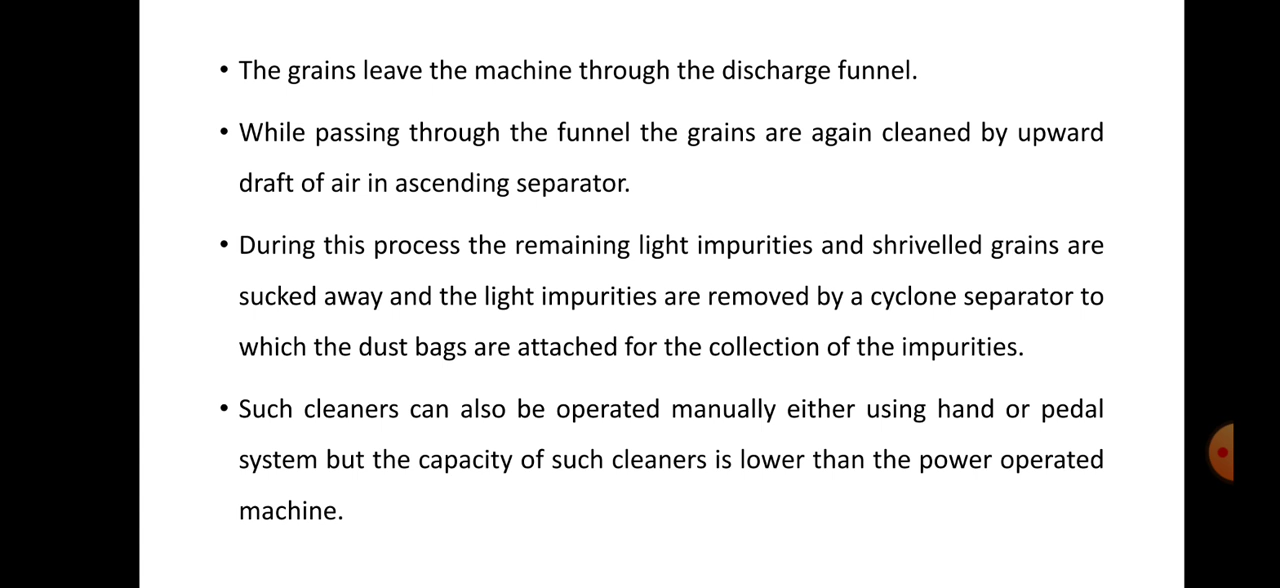 • The grains leave the machine through the discharge funnel.
• While passing through the funnel the grains are again cleaned by upward
draft of air in ascending separator.
• During this process the remaining light impurities and shrivelled grains are
sucked away and the light impurities are removed by a cyclone separator to
which the dust bags are attached for the collection of the impurities.
• Such cleaners can also be operated manually either using hand or pedal
system but the capacity of such cleaners is lower than the power operated
machine.